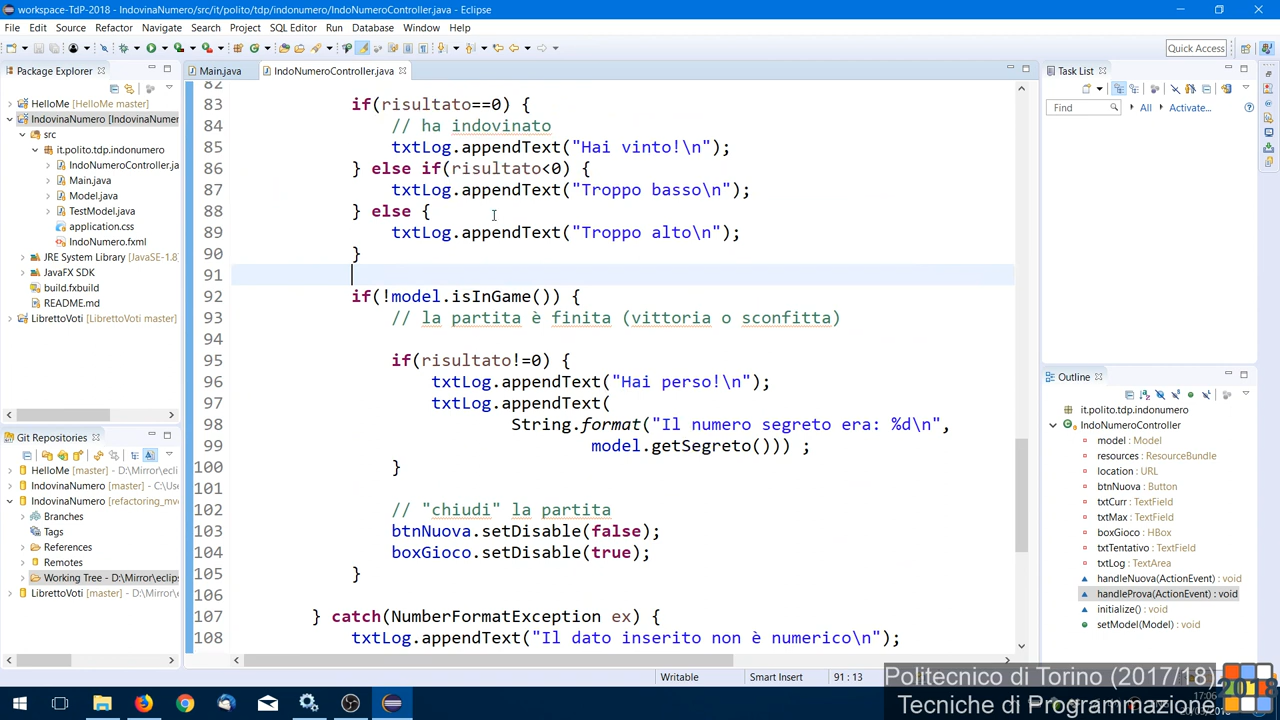 workspace-TdP-2018 - IndovinaNumero/src/it/polito/tdp/indonumero/IndoNumeroController.java - Eclipse
File Edit Source Refactor Navigate Search Project SQL Editor Run Database Window Help
Quick Access
Package Explorer
HelloMe [HelloMe master]
IndovinaNumero [IndovinaNumer
src
it.polito.tdp.indonumero
IndoNumeroController.ja
Main.java
Model.java
TestModel.java
application.css
IndoNumero.fxml
JRE System Library [JavaSE-1.8]
JavaFX SDK
build.fxbuild
README.md
LibrettoVoti [LibrettoVoti master]
Git Repositories
HelloMe [master] - D:\Mirror\ecli
IndovinaNumero [master] - C:\Use
IndovinaNumero [refactoring_mv
Branches
Tags
References
Remotes
Working Tree - D:\Mirror\eclips
LibrettoVoti [master] - D:\Mirror\e
Main.java
IndoNumeroController.java
82
83 if(risultato==0) {
84 // ha indovinato
85 txtLog.appendText("Hai vinto!\n");
86 } else if(risultato<0) {
87 txtLog.appendText("Troppo basso\n");
88 } else {
89 txtLog.appendText("Troppo alto\n");
90 }
91
92 if(!model.isInGame()) {
93 // la partita è finita (vittoria o sconfitta)
94
95 if(risultato!=0) {
96 txtLog.appendText("Hai perso!\n");
97 txtLog.appendText(
98 String.format("Il numero segreto era: %d\n",
99 model.getSegreto())) ;
100 }
101
102 // "chiudi" la partita
103 btnNuova.setDisable(false);
104 boxGioco.setDisable(true);
105 }
106
107 } catch(NumberFormatException ex) {
108 txtLog.appendText("Il dato inserito non è numerico\n");
Task List
Find
All
Activate...
Outline
it.polito.tdp.indonumero
IndoNumeroController
model : Model
resources : ResourceBundle
location : URL
btnNuova : Button
txtCurr : TextField
txtMax : TextField
boxGioco : HBox
txtTentativo : TextField
txtLog : TextArea
handleNuova(ActionEvent) : void
handleProva(ActionEvent) : void
initialize() : void
setModel(Model) : void
Writable
Smart Insert
91 : 13
Politecnico di Torino (2017/18)
Tecniche di Programmazione
2018
17:06